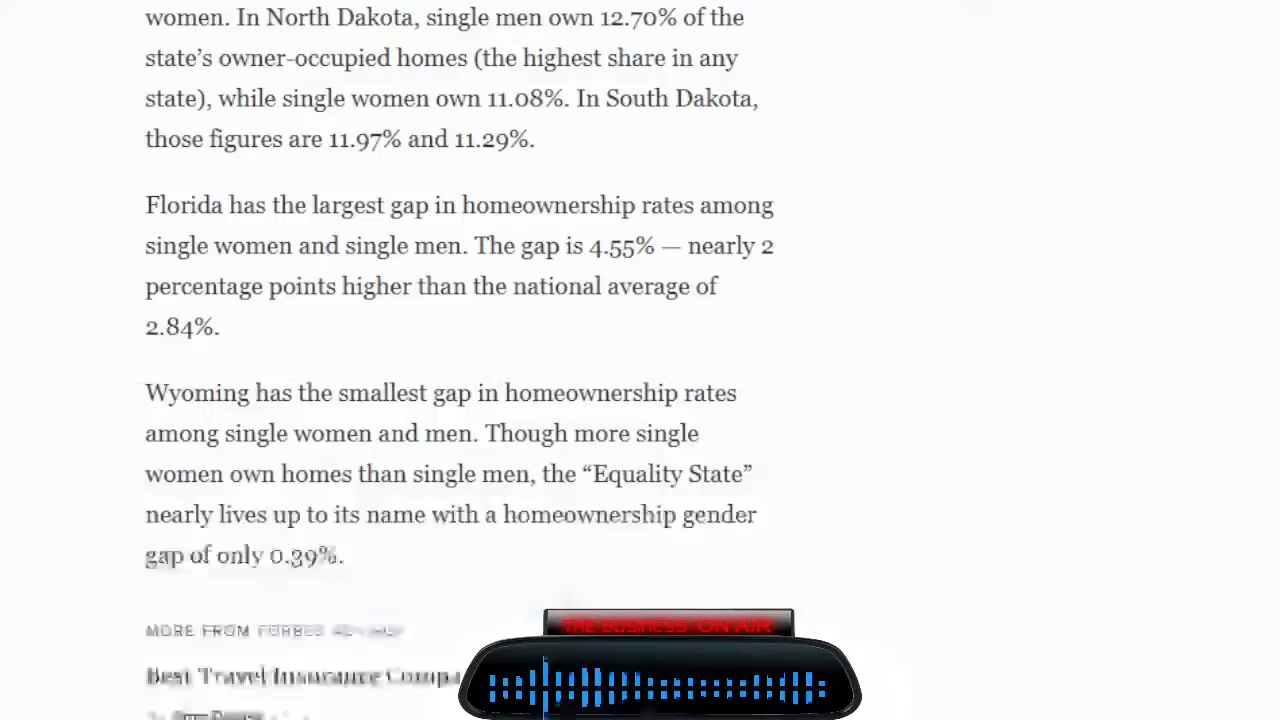 women. In North Dakota, single men own 12.70% of the
state’s owner-occupied homes (the highest share in any
state), while single women own 11.08%. In South Dakota,
those figures are 11.97% and 11.29%.
Florida has the largest gap in homeownership rates among
single women and single men. The gap is 4.55% — nearly 2
percentage points higher than the national average of
2.84%.
Wyoming has the smallest gap in homeownership rates
among single women and men. Though more single
women own homes than single men, the “Equality State”
nearly lives up to its name with a homeownership gender
gap of only 0.39%.
MORE FROM FORBES
Best Travel Insurance
THE BUSINESS ON AIR